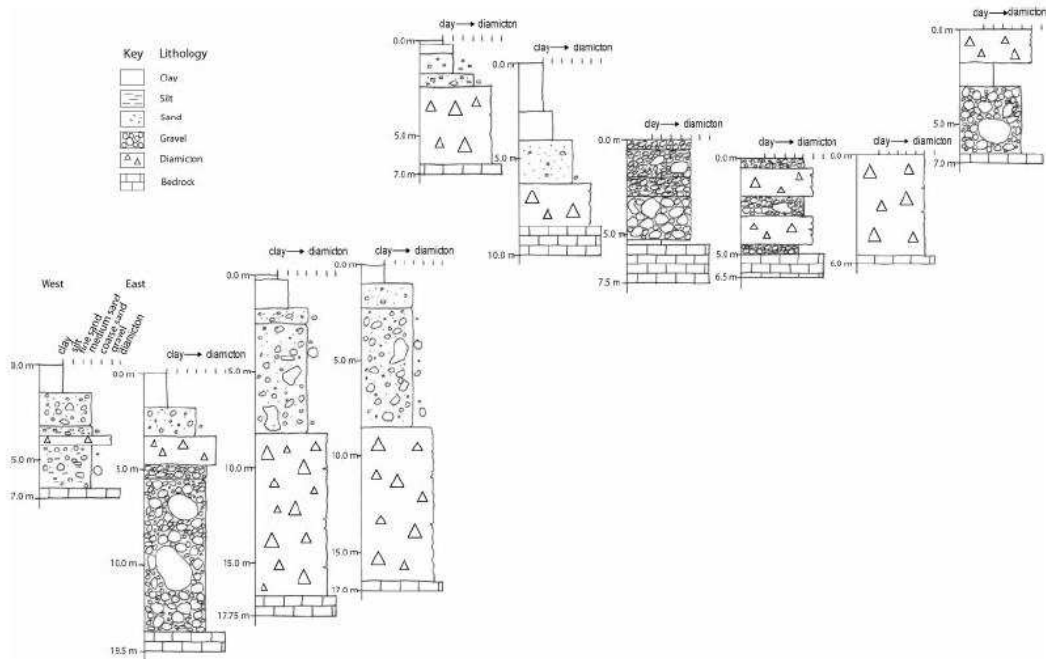 Key Lithology
Clay
Silt
Sand
Gravel
Diamicton
Bedrock
clay → diamicton
0.0 m
5.0 m
7.0 m
clay → diamicton
0.0 m
5.0 m
10.0 m
clay → diamicton
0.0 m
5.0 m
7.5 m
clay → diamicton
0.0 m
5.0 m
6.5 m
clay → diamicton
0.0 m
6.0 m
clay → diamicton
0.0 m
5.0 m
7.0 m
West East
clay
silt
fine sand
medium sand
coarse sand
gravel
diamicton
0.0 m
5.0 m
7.0 m
clay → diamicton
0.0 m
5.0 m
10.0 m
19.5 m
clay → diamicton
0.0 m
5.0 m
10.0 m
15.0 m
17.75 m
clay → diamicton
0.0 m
5.0 m
10.0 m
15.0 m
17.0 m